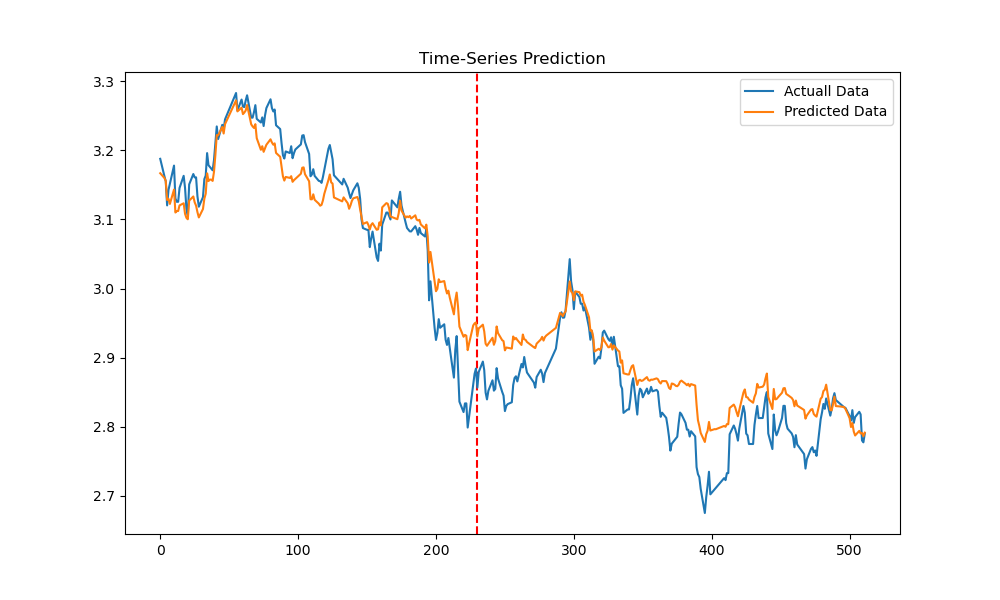 Time-Series Prediction
Actuall Data
Predicted Data
3.3
3.2
3.1
3.0
2.9
2.8
2.7
0 100 200 300 400 500